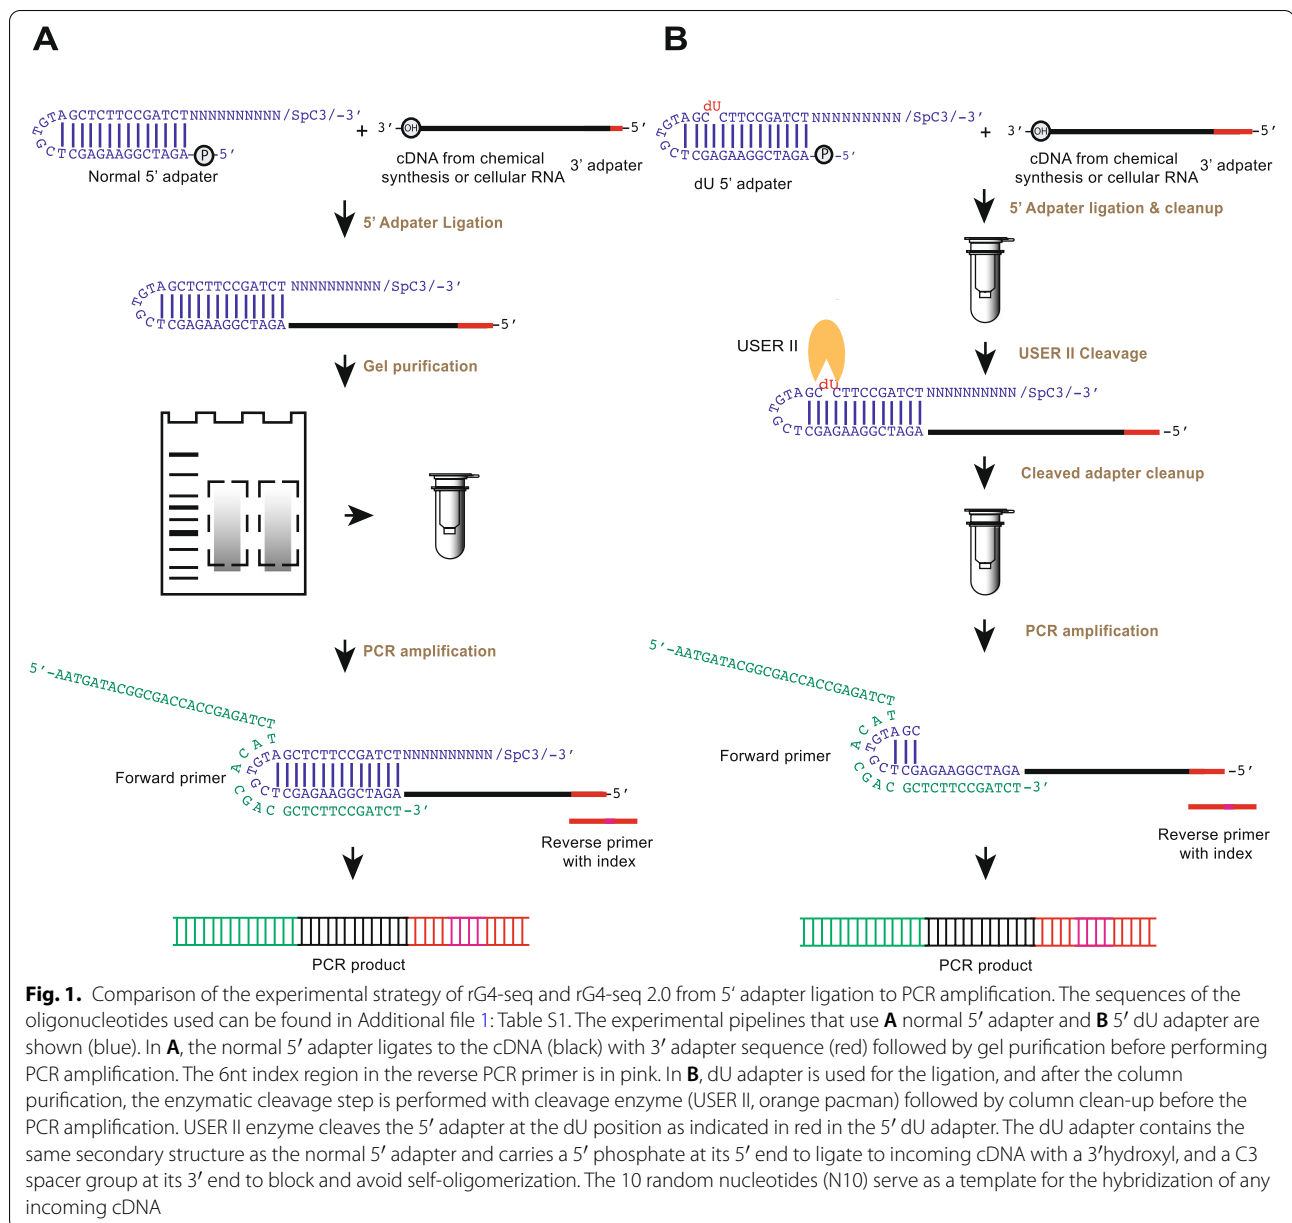 A
AGCTCTTCCGATCTNNNNNNNNNN/SpC3/-3′
TGT
GC
TCGAGAAGGCTAGA-P-5′
Normal 5’ adpater
+
3′-OH -5′
cDNA from chemical
synthesis or cellular RNA
3’ adpater
5’ Adpater Ligation
TGTAGCTCTTCCGATCT NNNNNNNNNN/SpC3/-3′
GCTCGAGAAGGCTAGA -5′
Gel purification
PCR amplification
5′-AATGATACGGCGACCACCGAGATCT
ACAT
TGTAGCTCTTCCGATCTNNNNNNNNNN/SpC3/-3′
Forward primer
GCTCGAGAAGGCTAGA -5′
CGAC GCTCTTCCGATCT-3′
Reverse primer
with index
PCR product
B
dU
TGTAGC CTTCCGATCTNNNNNNNNNN/SpC3/-3′
GCTCGAGAAGGCTAGA-P-5′
dU 5’ adpater
+
3′-OH -5′
cDNA from chemical
synthesis or cellular RNA
3’ adpater
5’ Adpater ligation & cleanup
USER II
USER II Cleavage
dU
TGTAGC CTTCCGATCTNNNNNNNNNN/SpC3/-3′
GCTCGAGAAGGCTAGA -5′
Cleaved adapter cleanup
PCR amplification
5′-AATGATACGGCGACCACCGAGATCT
ACAT
TGTAGC
Forward primer
GCTCGAGAAGGCTAGA -5′
CGAC GCTCTTCCGATCT-3′
Reverse primer
with index
PCR product
Fig. 1. Comparison of the experimental strategy of rG4-seq and rG4-seq 2.0 from 5‘ adapter ligation to PCR amplification. The sequences of the
oligonucleotides used can be found in Additional file 1: Table S1. The experimental pipelines that use A normal 5′ adapter and B 5′ dU adapter are
shown (blue). In A, the normal 5′ adapter ligates to the cDNA (black) with 3′ adapter sequence (red) followed by gel purification before performing
PCR amplification. The 6nt index region in the reverse PCR primer is in pink. In B, dU adapter is used for the ligation, and after the column
purification, the enzymatic cleavage step is performed with cleavage enzyme (USER II, orange pacman) followed by column clean-up before the
PCR amplification. USER II enzyme cleaves the 5′ adapter at the dU position as indicated in red in the 5′ dU adapter. The dU adapter contains the
same secondary structure as the normal 5′ adapter and carries a 5′ phosphate at its 5′ end to ligate to incoming cDNA with a 3′hydroxyl, and a C3
spacer group at its 3′ end to block and avoid self-oligomerization. The 10 random nucleotides (N10) serve as a template for the hybridization of any
incoming cDNA